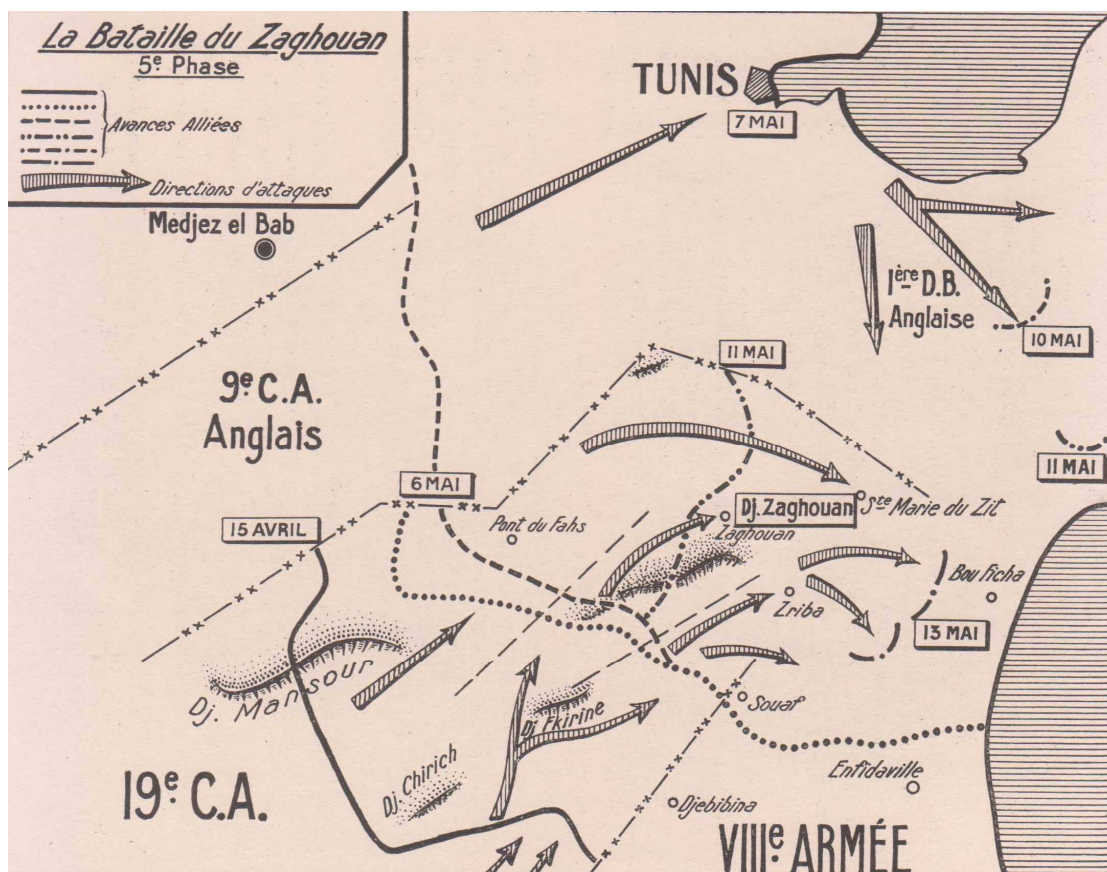 La Bataille du Zaghouan
5e Phase
Avances Alliées
Directions d'attaques
TUNIS
7 MAI
Medjez el Bab
1ère D.B.
Anglaise
10 MAI
11 MAI
9e C.A.
Anglais
11 MAI
6 MAI
Dj. Zaghouan
Ste Marie du Zit
Pont du Fahs
Zaghouan
15 AVRIL
Bou Ficha
Zriba
13 MAI
Dj. Mansour
Souaf
Dj. Fkirine
Dj. Chirich
Enfidaville
19e C.A.
Djebibina
VIIIe ARMÉE